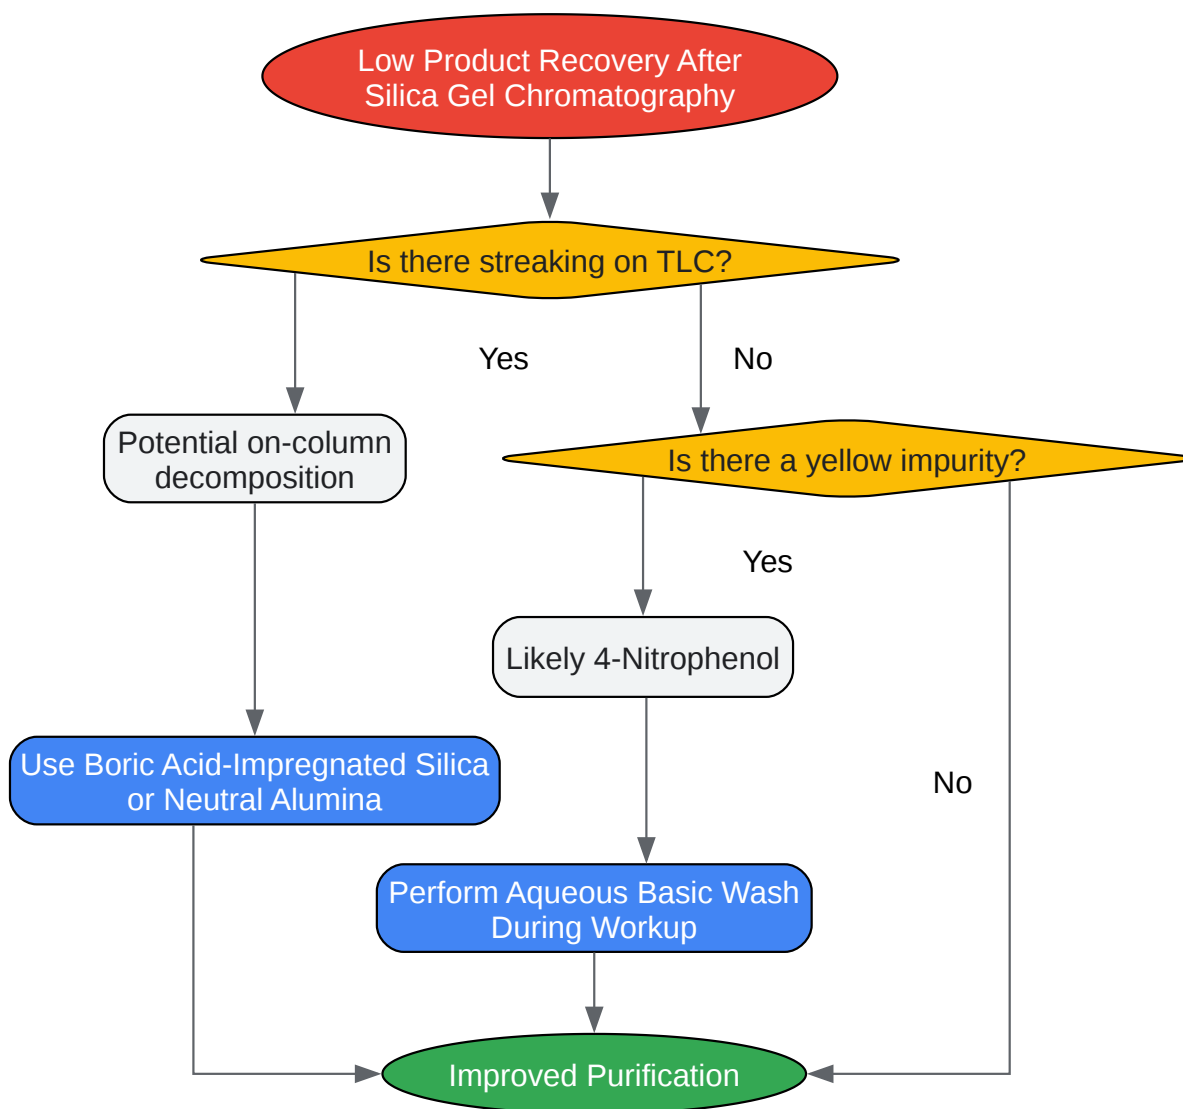 Low Product Recovery After
Silica Gel Chromatography
Is there streaking on TLC?
Yes
No
Potential on-column
decomposition
Is there a yellow impurity?
Yes
Likely 4-Nitrophenol
Use Boric Acid-Impregnated Silica
or Neutral Alumina
No
Perform Aqueous Basic Wash
During Workup
Improved Purification